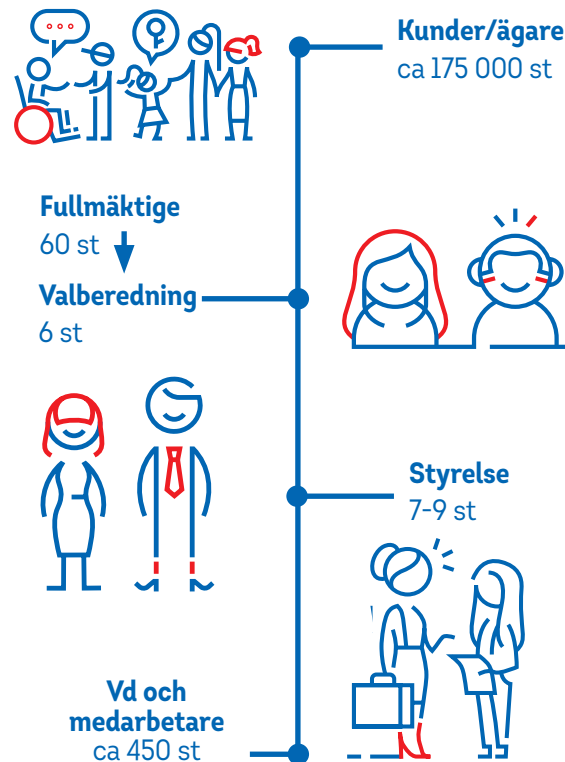 Kunder/ägare
ca 175 000 st
Fullmäktige
60 st
Valberedning
6 st
Styrelse
7-9 st
Vd och
medarbetare
ca 450 st